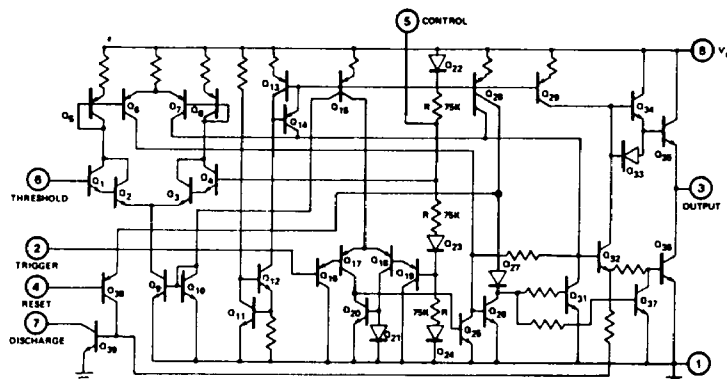 5 CONTROL
8 V
Q22
Q13
Q28
Q29
Q14
Q15
R 75K
Q34
Q5
Q6
Q7
Q8
Q33
Q35
6
THRESHOLD
Q1
Q2
Q3
Q4
3
OUTPUT
R 75K
Q23
2
TRIGGER
Q17
Q18
Q27
Q32
Q36
4
RESET
Q38
Q9
Q10
Q12
Q16
Q19
75K R
Q31
Q37
7
DISCHARGE
Q11
Q20
Q21
Q25
Q26
Q24
Q39
1